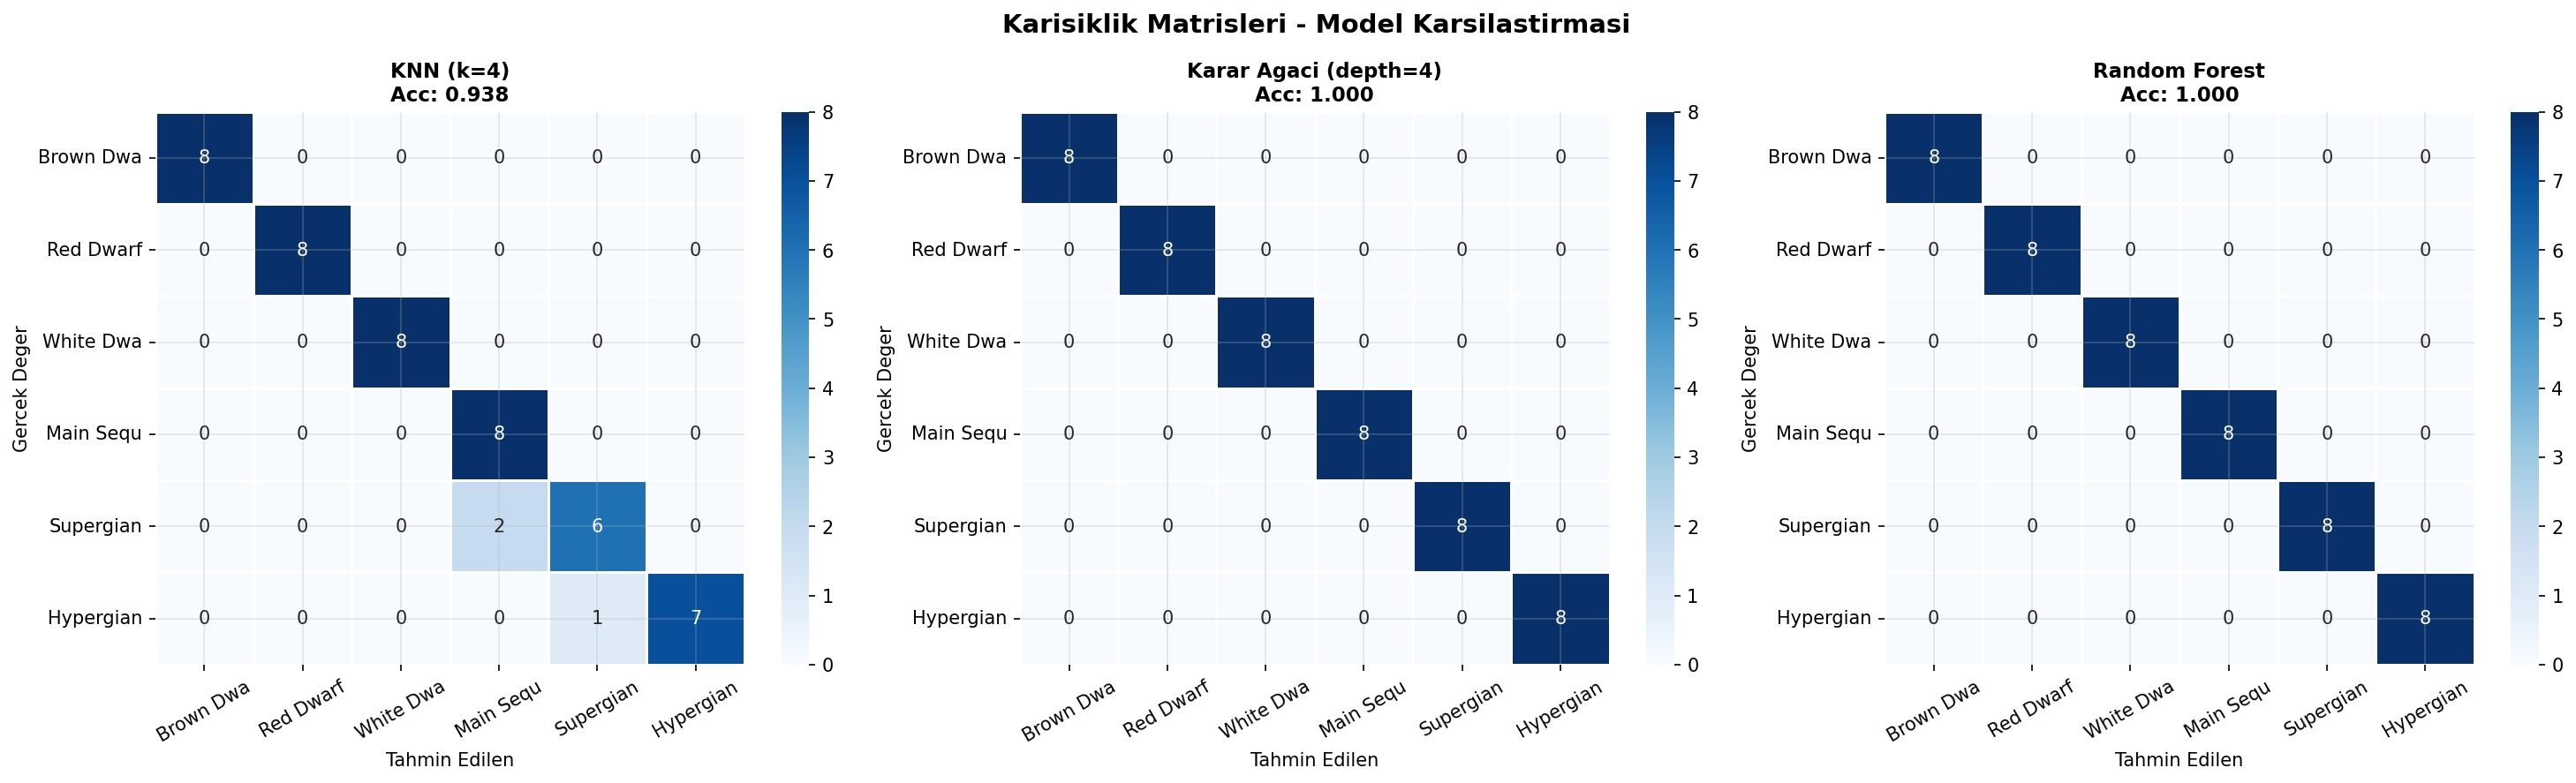 Karisiklik Matrisleri - Model Karsilastirmasi
KNN (k=4)
Acc: 0.938
Gercek Deger
Brown Dwa 8 0 0 0 0 0
Red Dwarf 0 8 0 0 0 0
White Dwa 0 0 8 0 0 0
Main Sequ 0 0 0 8 0 0
Supergian 0 0 0 2 6 0
Hypergian 0 0 0 0 1 7
Brown Dwa Red Dwarf White Dwa Main Sequ Supergian Hypergian
Tahmin Edilen
8
7
6
5
4
3
2
1
0
Karar Agaci (depth=4)
Acc: 1.000
Gercek Deger
Brown Dwa 8 0 0 0 0 0
Red Dwarf 0 8 0 0 0 0
White Dwa 0 0 8 0 0 0
Main Sequ 0 0 0 8 0 0
Supergian 0 0 0 0 8 0
Hypergian 0 0 0 0 0 8
Brown Dwa Red Dwarf White Dwa Main Sequ Supergian Hypergian
Tahmin Edilen
8
7
6
5
4
3
2
1
0
Random Forest
Acc: 1.000
Gercek Deger
Brown Dwa 8 0 0 0 0 0
Red Dwarf 0 8 0 0 0 0
White Dwa 0 0 8 0 0 0
Main Sequ 0 0 0 8 0 0
Supergian 0 0 0 0 8 0
Hypergian 0 0 0 0 0 8
Brown Dwa Red Dwarf White Dwa Main Sequ Supergian Hypergian
Tahmin Edilen
8
7
6
5
4
3
2
1
0